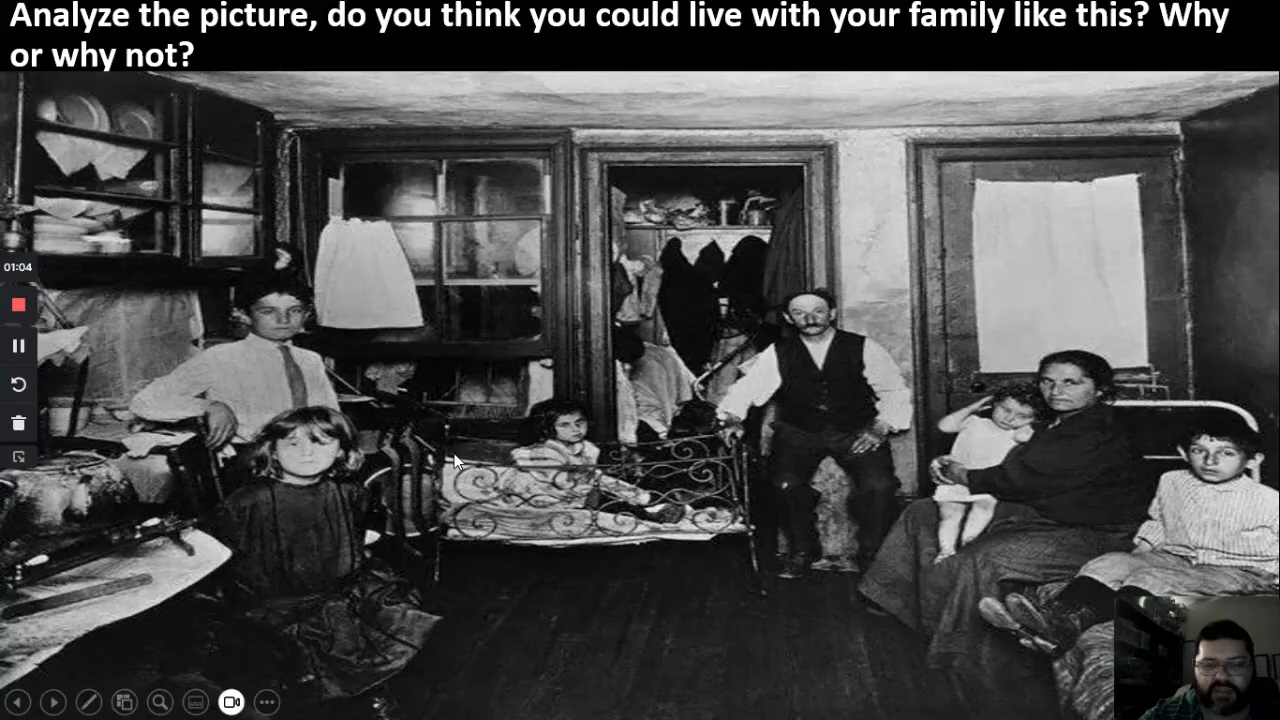 Analyze the picture, do you think you could live with your family like this? Why
or why not?
01:04